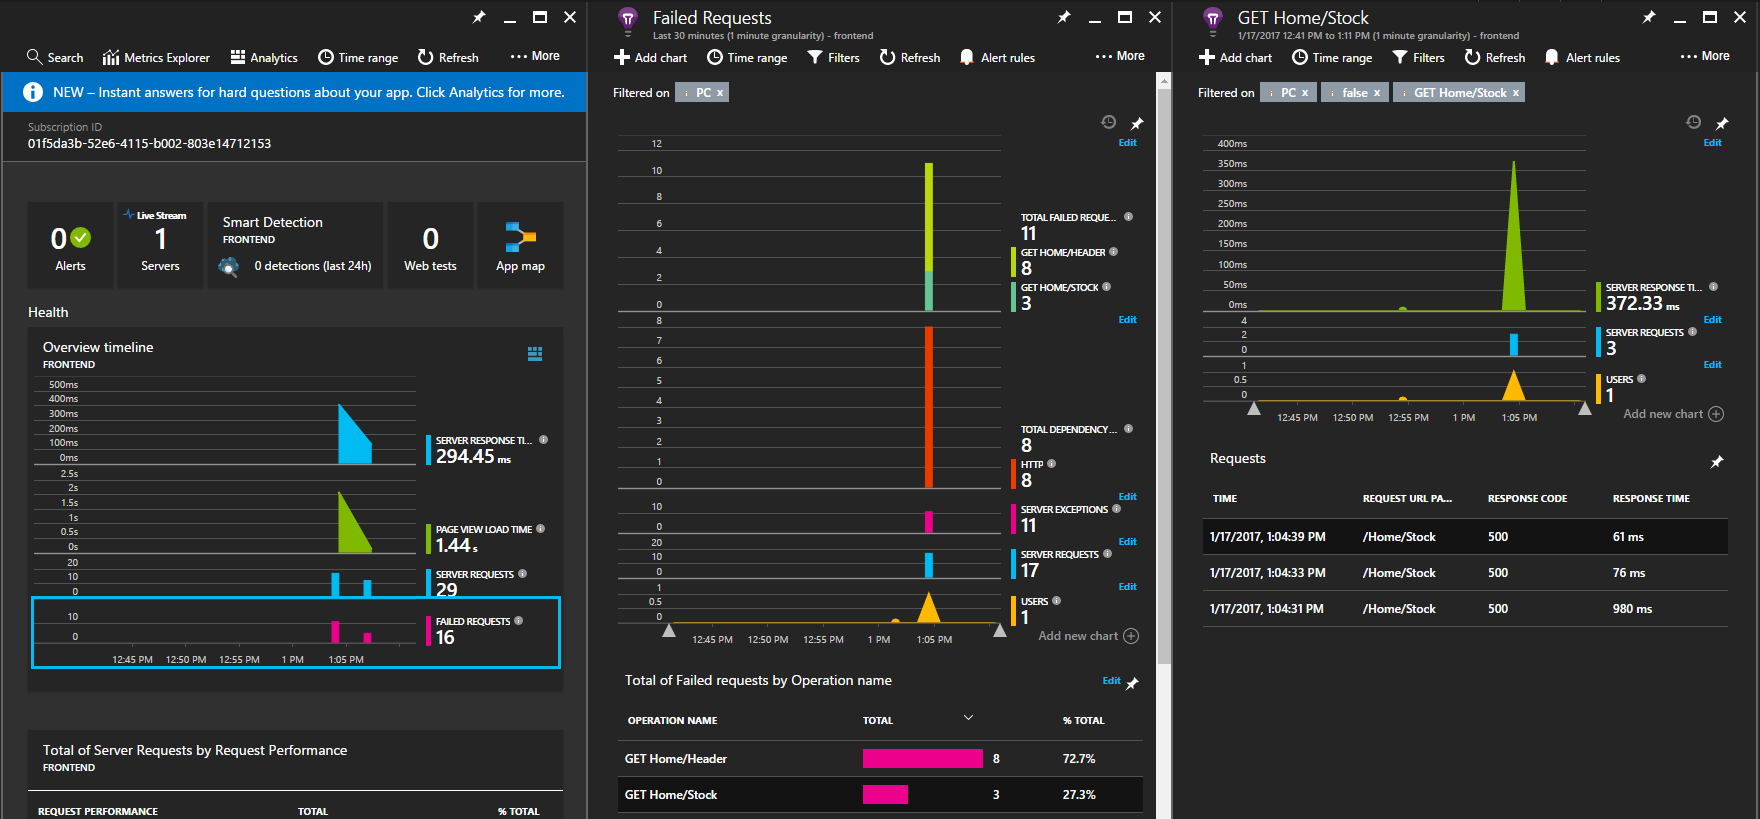 Search
Metrics Explorer
Analytics
Time range
Refresh
··· More
NEW – Instant answers for hard questions about your app. Click Analytics for more.
Subscription ID
01f5da3b-52e6-4115-b002-803e14712153
0
Alerts
Live Stream
1
Servers
Smart Detection
FRONTEND
0 detections (last 24h)
0
Web tests
App map
Health
Overview timeline
FRONTEND
500ms
400ms
300ms
200ms
100ms
0ms
SERVER RESPONSE TI...
294.45 ms
2.5s
2s
1.5s
1s
0.5s
0s
PAGE VIEW LOAD TIME
1.44 s
20
10
0
SERVER REQUESTS
29
10
0
FAILED REQUESTS
16
12:45 PM 12:50 PM 12:55 PM 1 PM 1:05 PM
Total of Server Requests by Request Performance
FRONTEND
REQUEST PERFORMANCE TOTAL % TOTAL
Failed Requests
Last 30 minutes (1 minute granularity) - frontend
Add chart
Time range
Filters
Refresh
Alert rules
··· More
Filtered on PC x
Edit
12
10
8
6
4
2
0
TOTAL FAILED REQUE...
11
GET HOME/HEADER
8
GET HOME/STOCK
3
Edit
8
7
6
5
4
3
2
1
0
TOTAL DEPENDENCY ...
8
HTTP
8
Edit
10
0
SERVER EXCEPTIONS
11
Edit
20
10
0
SERVER REQUESTS
17
Edit
1
0.5
0
USERS
1
12:45 PM 12:50 PM 12:55 PM 1 PM 1:05 PM
Add new chart
Total of Failed requests by Operation name
Edit
OPERATION NAME TOTAL % TOTAL
GET Home/Header 8 72.7%
GET Home/Stock 3 27.3%
GET Home/Stock
1/17/2017 12:41 PM to 1:11 PM (1 minute granularity) - frontend
Add chart
Time range
Filters
Refresh
Alert rules
··· More
Filtered on PC x false x GET Home/Stock x
Edit
400ms
350ms
300ms
250ms
200ms
150ms
100ms
50ms
0ms
SERVER RESPONSE TI...
372.33 ms
Edit
4
2
0
SERVER REQUESTS
3
Edit
1
0.5
0
USERS
1
12:45 PM 12:50 PM 12:55 PM 1 PM 1:05 PM
Add new chart
Requests
TIME REQUEST URL PA... RESPONSE CODE RESPONSE TIME
1/17/2017, 1:04:39 PM /Home/Stock 500 61 ms
1/17/2017, 1:04:33 PM /Home/Stock 500 76 ms
1/17/2017, 1:04:31 PM /Home/Stock 500 980 ms